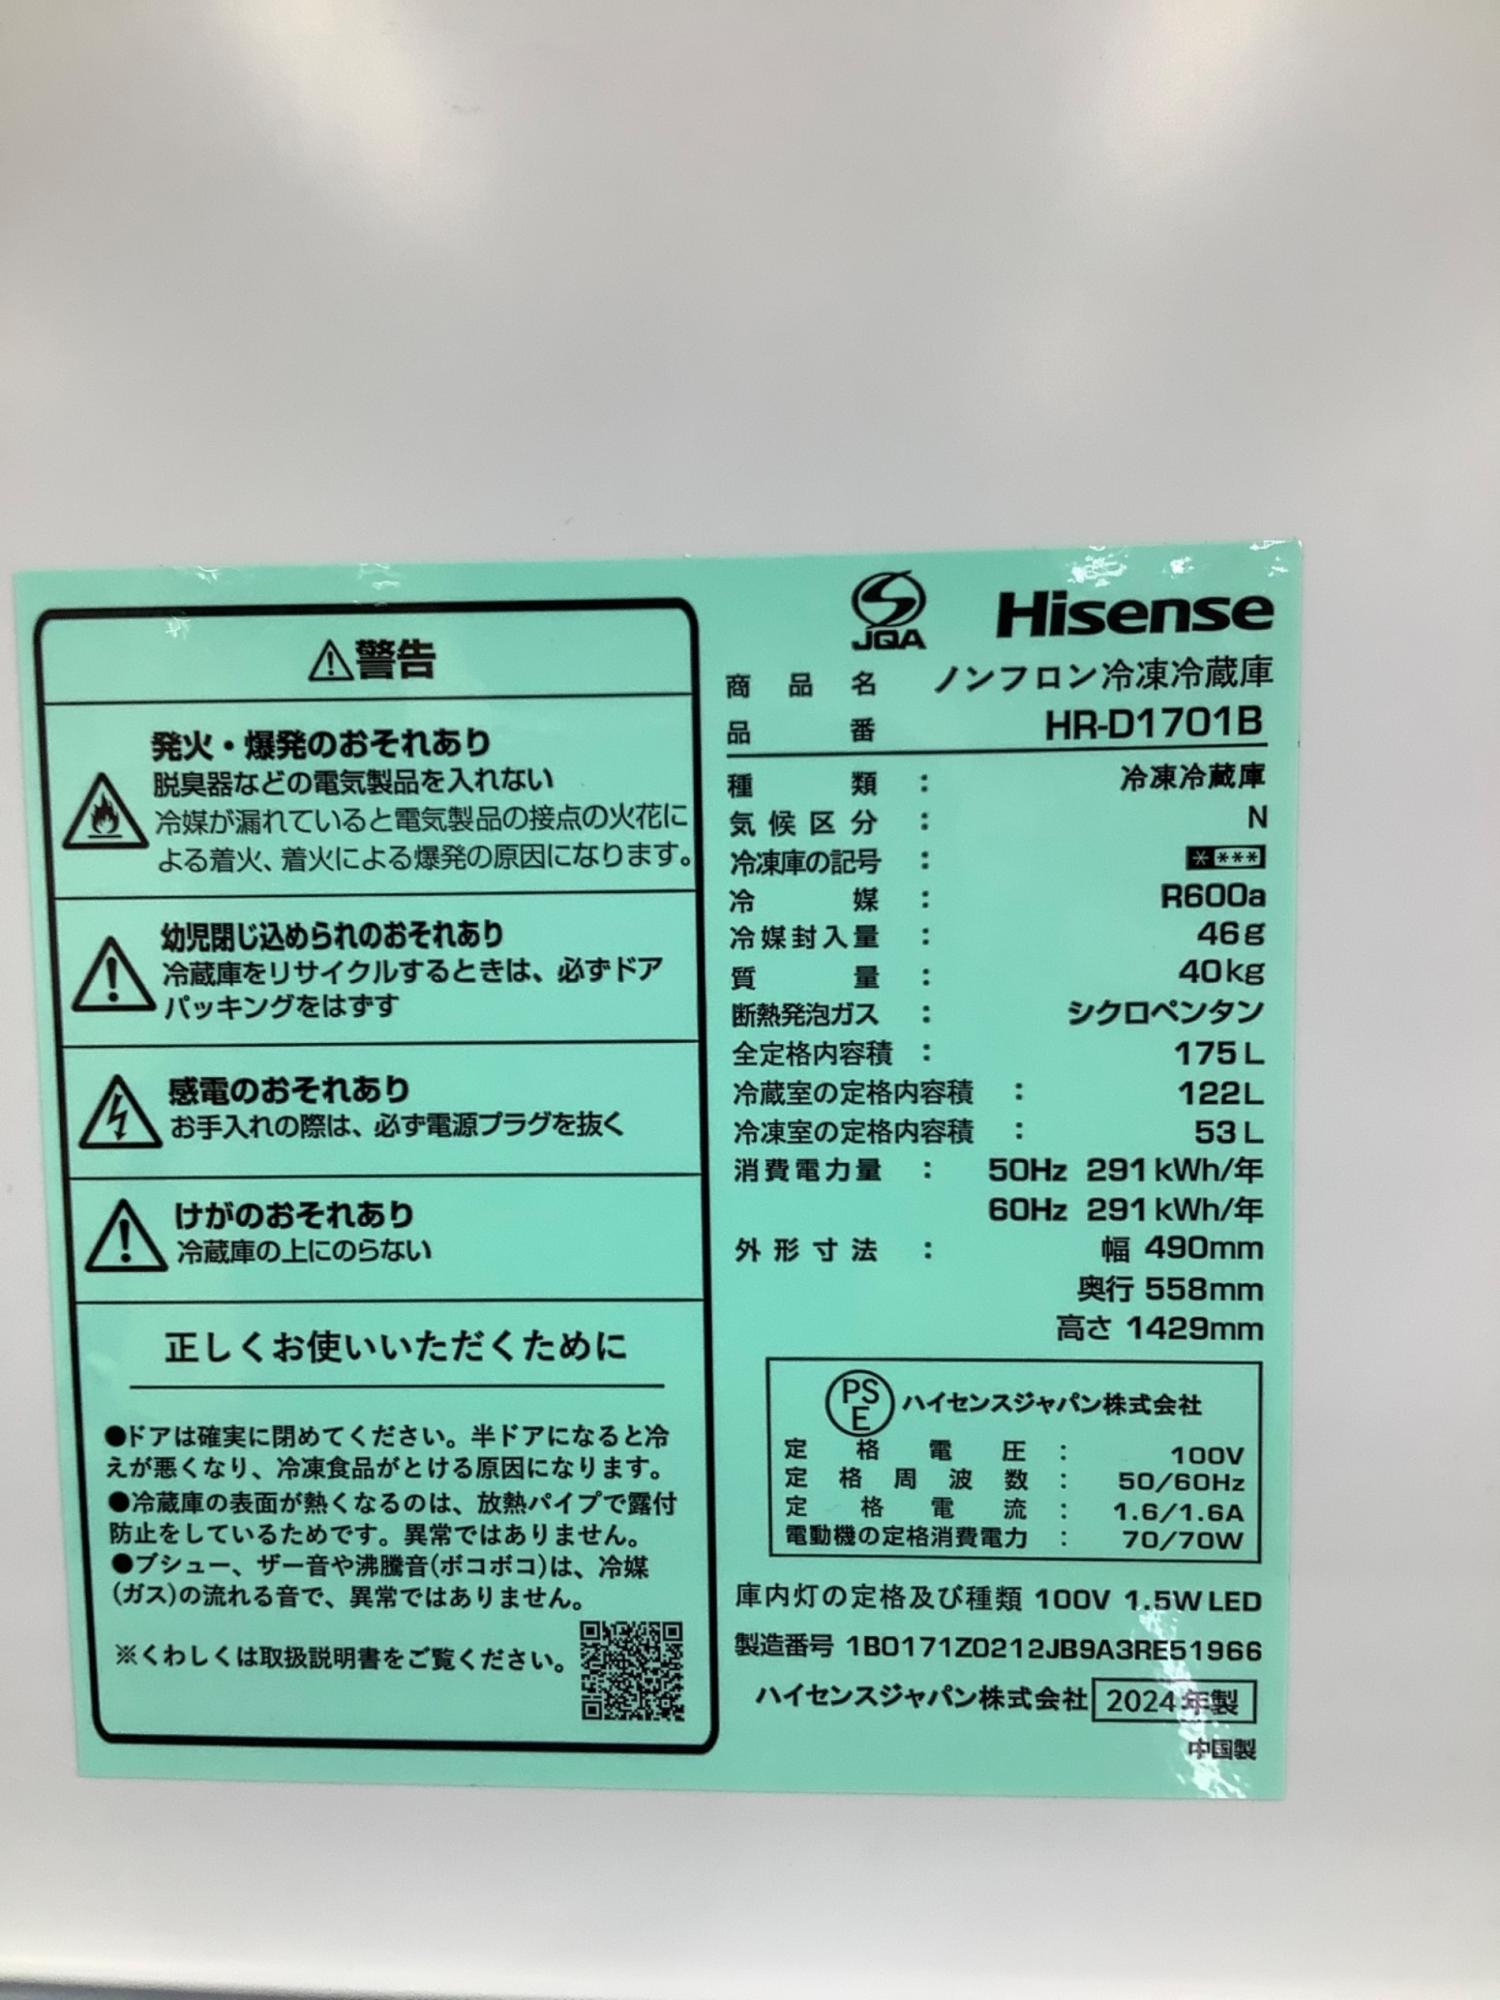 ⚠警告
発火・爆発のおそれあり
脱臭器などの電気製品を入れない
冷媒が漏れていると電気製品の接点の火花に
よる着火、着火による爆発の原因になります。
幼児閉じ込められのおそれあり
冷蔵庫をリサイクルするときは、必ずドア
パッキングをはずす
感電のおそれあり
お手入れの際は、必ず電源プラグを抜く
けがのおそれあり
冷蔵庫の上にのらない
正しくお使いいただくために
●ドアは確実に閉めてください。半ドアになると冷
えが悪くなり、冷凍食品がとける原因になります。
●冷蔵庫の表面が熱くなるのは、放熱パイプで露付
防止をしているためです。異常ではありません。
●プシュー、ザー音や沸騰音(ボコボコ)は、冷媒
(ガス)の流れる音で、異常ではありません。
※くわしくは取扱説明書をご覧ください。
JQA Hisense
商品名 ノンフロン冷凍冷蔵庫
品番 HR-D1701B
種類 : 冷凍冷蔵庫
気候区分 : N
冷凍庫の記号 : * ***
冷媒 : R600a
冷媒封入量 : 46g
質量 : 40kg
断熱発泡ガス : シクロペンタン
全定格内容積 : 175L
冷蔵室の定格内容積 : 122L
冷凍室の定格内容積 : 53L
消費電力量 : 50Hz 291kWh/年
60Hz 291kWh/年
外形寸法 : 幅 490mm
奥行 558mm
高さ 1429mm
PSE ハイセンスジャパン株式会社
定格電圧 : 100V
定格周波数 : 50/60Hz
定格電流 : 1.6/1.6A
電動機の定格消費電力 : 70/70W
庫内灯の定格及び種類 100V 1.5W LED
製造番号 1B0171Z0212JB9A3RE51966
ハイセンスジャパン株式会社 2024年製
中国製